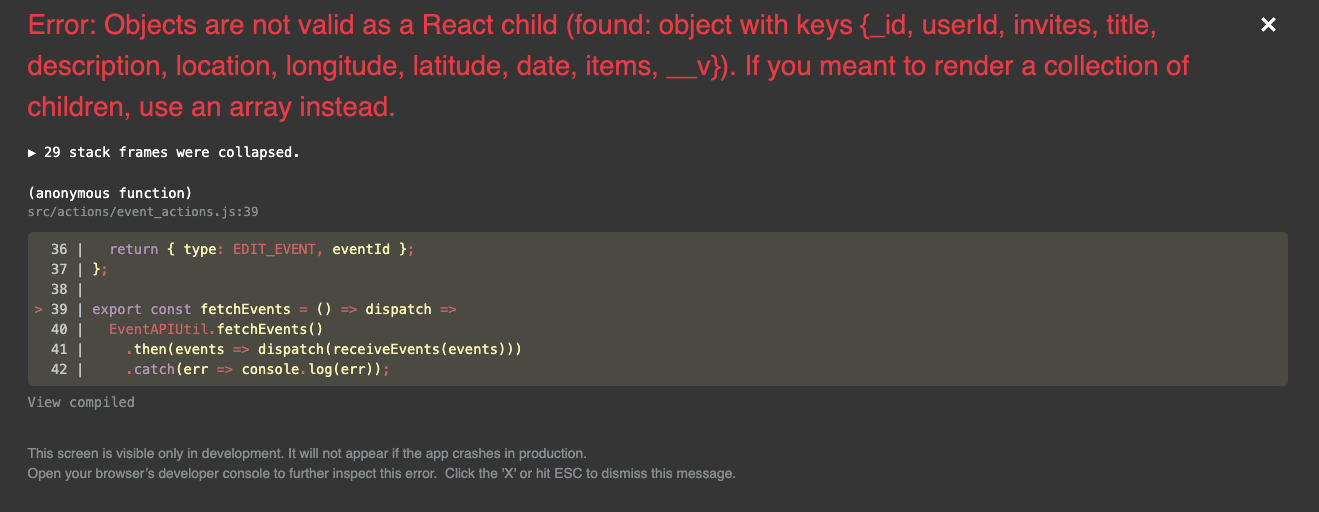 Error: Objects are not valid as a React child (found: object with keys {_id, userId, invites, title,
description, location, longitude, latitude, date, items, __v}). If you meant to render a collection of
children, use an array instead.
×
▶ 29 stack frames were collapsed.
(anonymous function)
src/actions/event_actions.js:39
36 |   return { type: EDIT_EVENT, eventId };
37 | };
38 |
> 39 | export const fetchEvents = () => dispatch =>
40 |   EventAPIUtil.fetchEvents()
41 |     .then(events => dispatch(receiveEvents(events)))
42 |     .catch(err => console.log(err));
View compiled
This screen is visible only in development. It will not appear if the app crashes in production.
Open your browser’s developer console to further inspect this error.  Click the 'X' or hit ESC to dismiss this message.